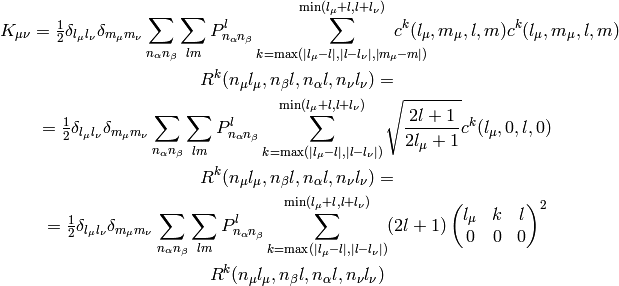 K_{\mu\nu} = \frac{1}{2}\delta_{l_\mu l_\nu}\delta_{m_\mu m_\nu}\sum_{n_\alpha n_\beta}\sum_{lm}P^l_{n_\alpha n_\beta}\sum_{k=\max(|l_\mu-l|,|l-l_\nu|,|m_\mu-m|)}^{\min(l_\mu+l,l+l_\nu)}c^k(l_\mu,m_\mu,l,m)c^k(l_\mu,m_\mu,l,m)
R^k(n_\mu l_\mu,n_\beta l,n_\alpha l,n_\nu l_\nu) =
= \frac{1}{2}\delta_{l_\mu l_\nu}\delta_{m_\mu m_\nu}\sum_{n_\alpha n_\beta}\sum_{lm}P^l_{n_\alpha n_\beta}\sum_{k=\max(|l_\mu-l|,|l-l_\nu|)}^{\min(l_\mu+l,l+l_\nu)}\sqrt{\frac{2l+1}{2l_\mu+1}}c^k(l_\mu,0,l,0)
R^k(n_\mu l_\mu,n_\beta l,n_\alpha l,n_\nu l_\nu) =
= \frac{1}{2}\delta_{l_\mu l_\nu}\delta_{m_\mu m_\nu}\sum_{n_\alpha n_\beta}\sum_{lm}P^l_{n_\alpha n_\beta}\sum_{k=\max(|l_\mu-l|,|l-l_\nu|)}^{\min(l_\mu+l,l+l_\nu)}(2l+1)\begin{pmatrix}l_\mu & k & l\\0 & 0 & 0\end{pmatrix}^2
R^k(n_\mu l_\mu,n_\beta l,n_\alpha l,n_\nu l_\nu)